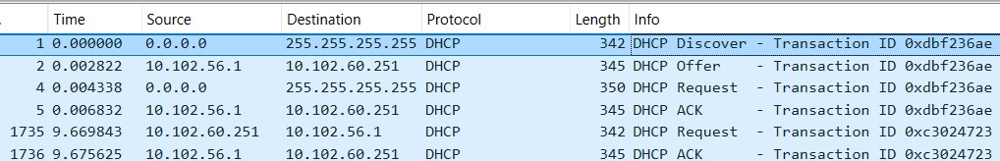 Time Source Destination Protocol Length Info
1 0.000000 0.0.0.0 255.255.255.255 DHCP 342 DHCP Discover - Transaction ID 0xdbf236ae
2 0.002822 10.102.56.1 10.102.60.251 DHCP 345 DHCP Offer - Transaction ID 0xdbf236ae
4 0.004338 0.0.0.0 255.255.255.255 DHCP 350 DHCP Request - Transaction ID 0xdbf236ae
5 0.006832 10.102.56.1 10.102.60.251 DHCP 345 DHCP ACK - Transaction ID 0xdbf236ae
1735 9.669843 10.102.60.251 10.102.56.1 DHCP 342 DHCP Request - Transaction ID 0xc3024723
1736 9.675625 10.102.56.1 10.102.60.251 DHCP 345 DHCP ACK - Transaction ID 0xc3024723